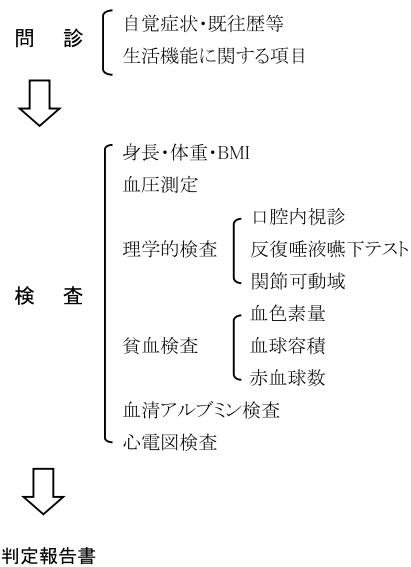 問 診
自覚症状・既往歴等
生活機能に関する項目
検 査
身長・体重・BMI
血圧測定
理学的検査
口腔内視診
反復唾液嚥下テスト
関節可動域
貧血検査
血色素量
血球容積
赤血球数
血清アルブミン検査
心電図検査
判定報告書